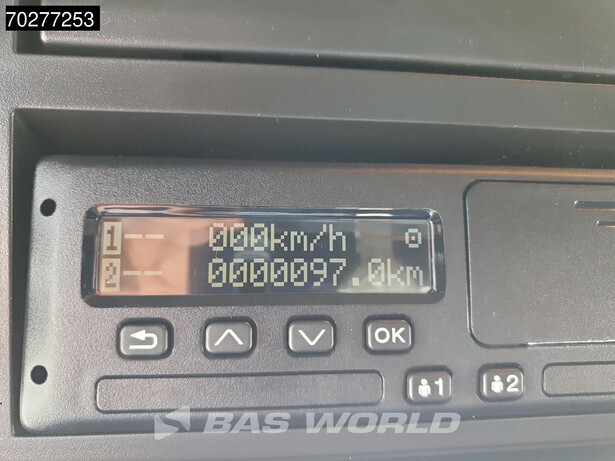 70277253
1 -- 000km/h
2 -- 0000097.0km
OK
1 2
BAS WORLD